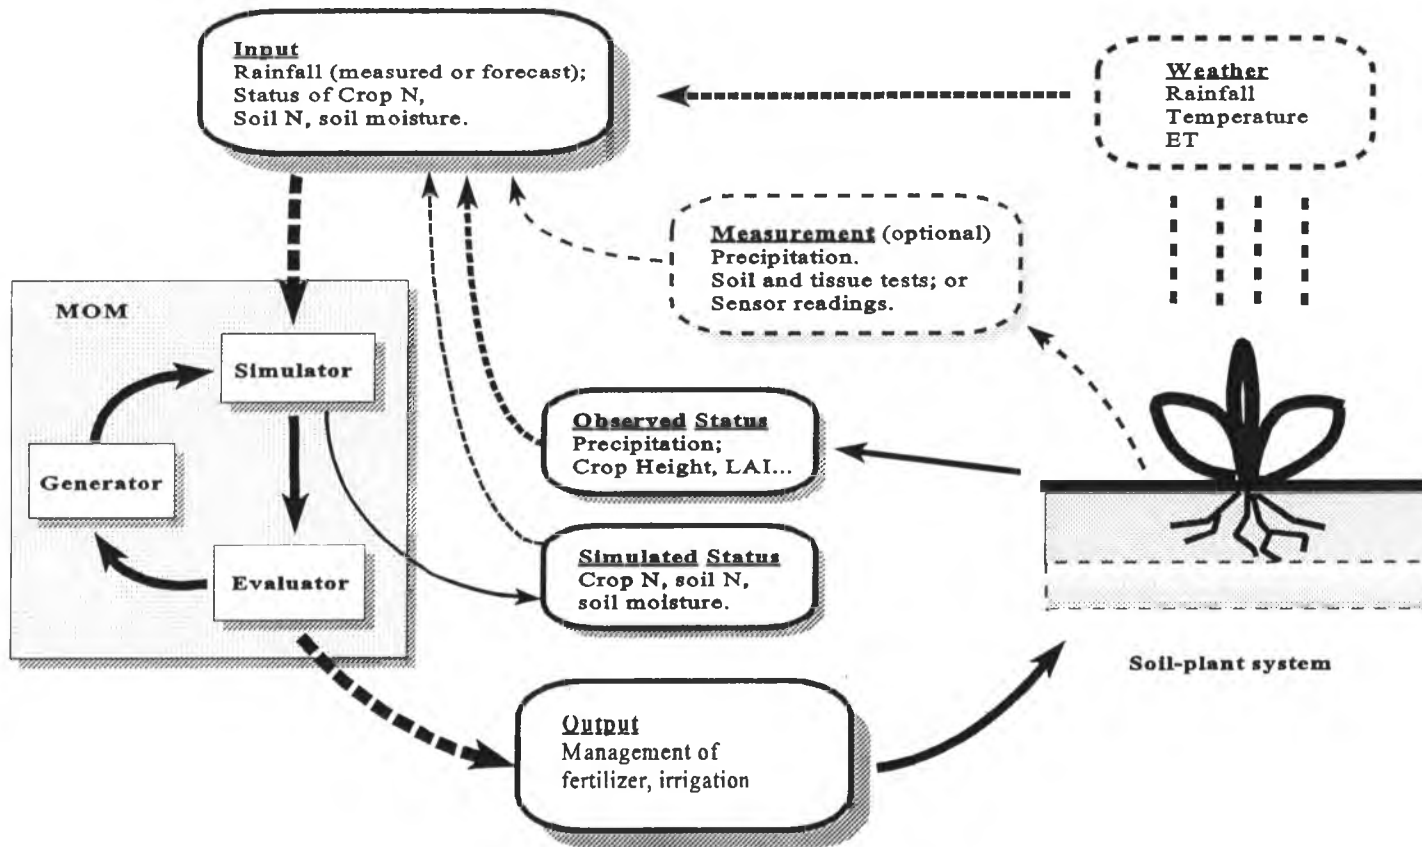 Input
Rainfall (measured or forecast);
Status of Crop N,
Soil N, soil moisture.
Weather
Rainfall
Temperature
ET
Measurement (optional)
Precipitation.
Soil and tissue tests; or
Sensor readings.
MOM
Simulator
Generator
Evaluator
Observed Status
Precipitation;
Crop Height, LAI...
Simulated Status
Crop N, soil N,
soil moisture.
Soil-plant system
Output
Management of
fertilizer, irrigation